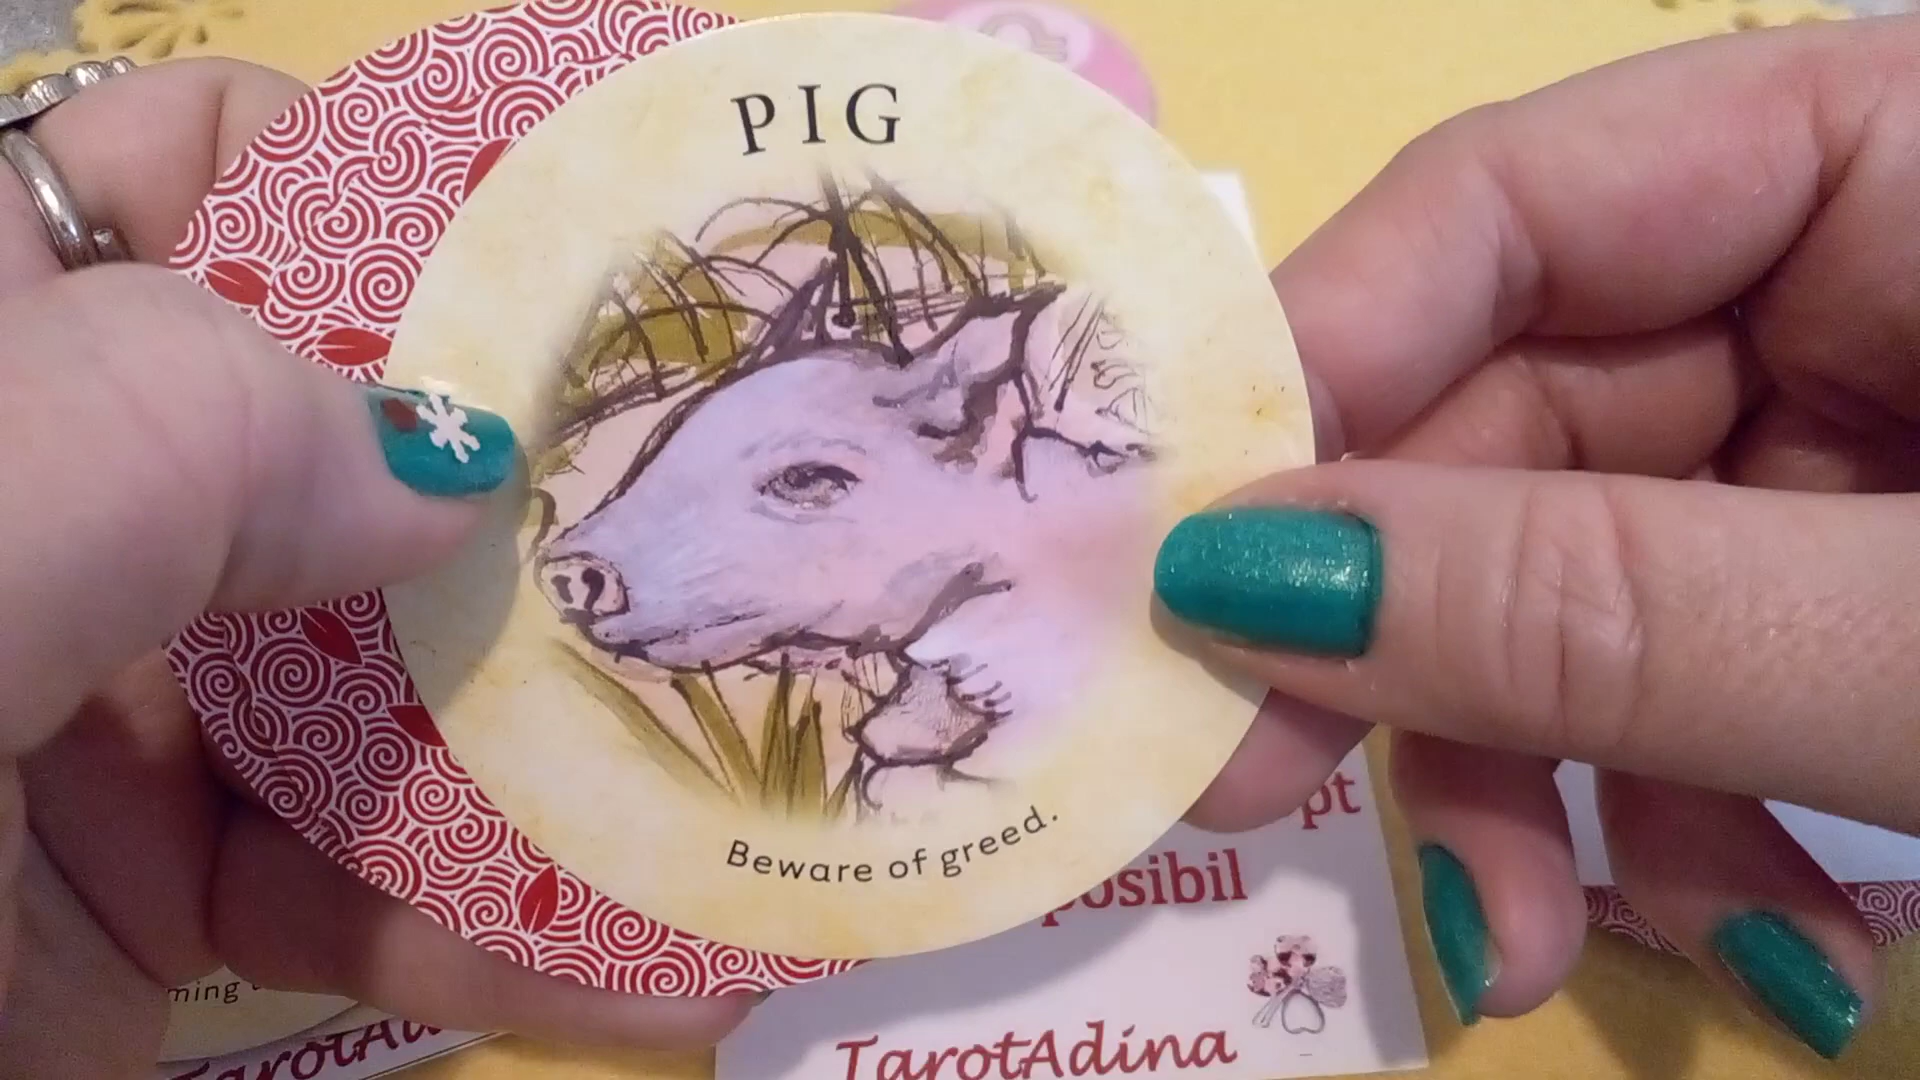 PIG
Beware of greed.
pt
posibil
TarotAdina